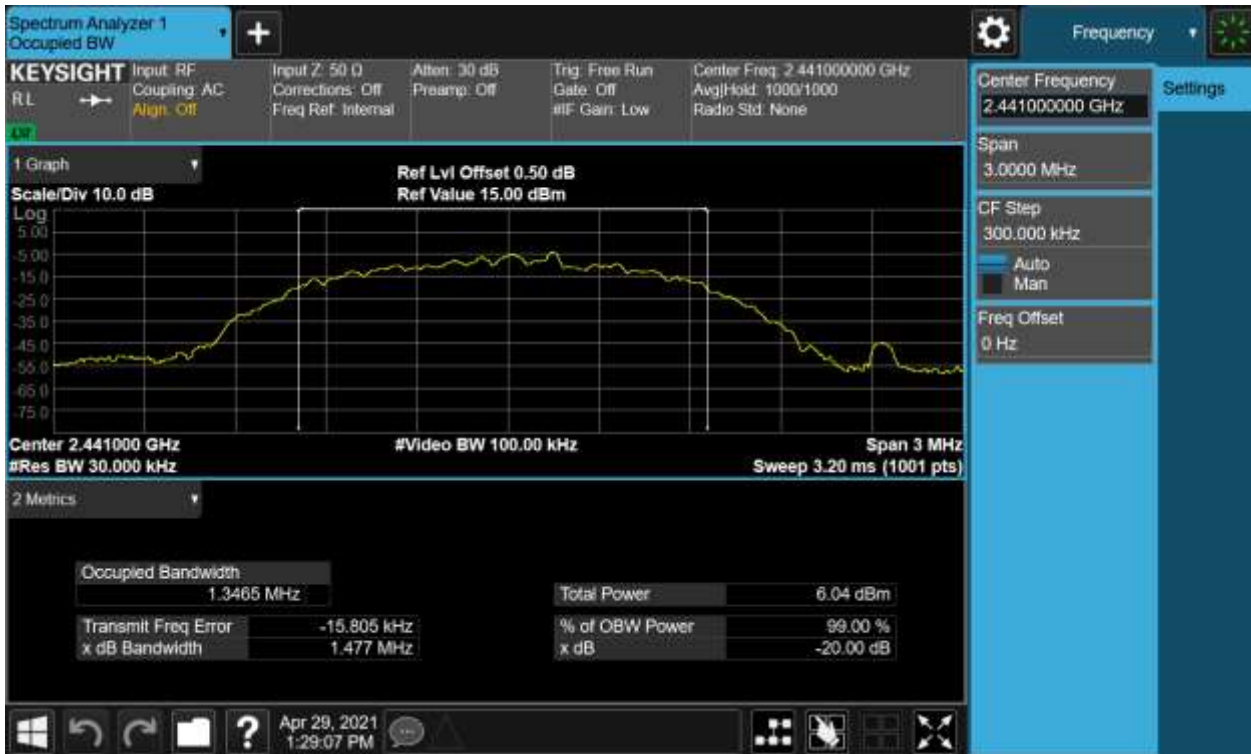 Spectrum Analyzer 1
Occupied BW
+
Frequency
KEYSIGHT
RL
Input: RF
Coupling: AC
Align: Off
Input Z: 50 Ω
Corrections: Off
Freq Ref: Internal
Atten: 30 dB
Preamp: Off
Trig: Free Run
Gate: Off
#IF Gain: Low
Center Freq: 2.441000000 GHz
Avg|Hold: 1000/1000
Radio Std: None
Center Frequency
2.441000000 GHz
Settings
Span
3.0000 MHz
CF Step
300.000 kHz
Auto
Man
Freq Offset
0 Hz
1 Graph
Scale/Div 10.0 dB
Ref Lvl Offset 0.50 dB
Ref Value 15.00 dBm
Log
5.00
-5.00
-15.0
-25.0
-35.0
-45.0
-55.0
-65.0
-75.0
Center 2.441000 GHz
#Video BW 100.00 kHz
Span 3 MHz
#Res BW 30.000 kHz
Sweep 3.20 ms (1001 pts)
2 Metrics
Occupied Bandwidth
1.3465 MHz
Total Power 6.04 dBm
Transmit Freq Error -15.805 kHz
% of OBW Power 99.00 %
x dB Bandwidth 1.477 MHz
x dB -20.00 dB
?
Apr 29, 2021
1:29:07 PM